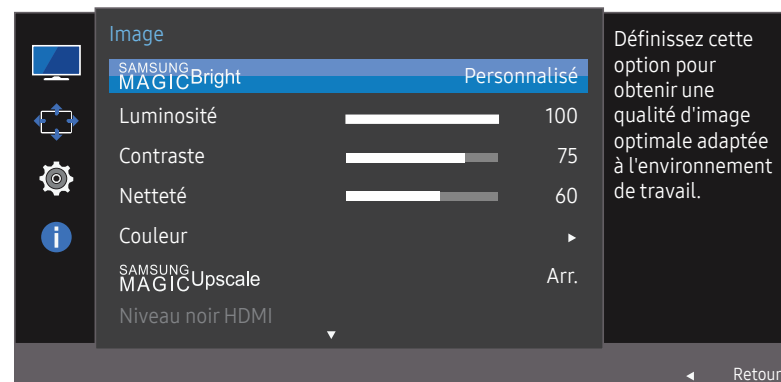 Image
SAMSUNG
MAGICBright Personnalisé
Luminosité 100
Contraste 75
Netteté 60
Couleur ▸
SAMSUNG
MAGICUpscale Arr.
Niveau noir HDMI
▼
Définissez cette
option pour
obtenir une
qualité d'image
optimale adaptée
à l'environnement
de travail.
◂ Retour